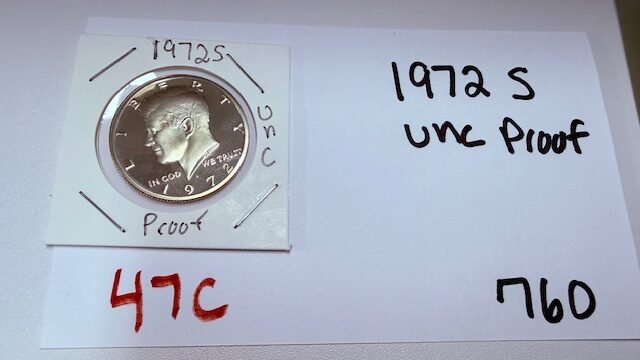 1972S
UNC
LIBERTY
IN GOD WE TRUST
1972
Proof
1972 S
unc Proof
47C
760